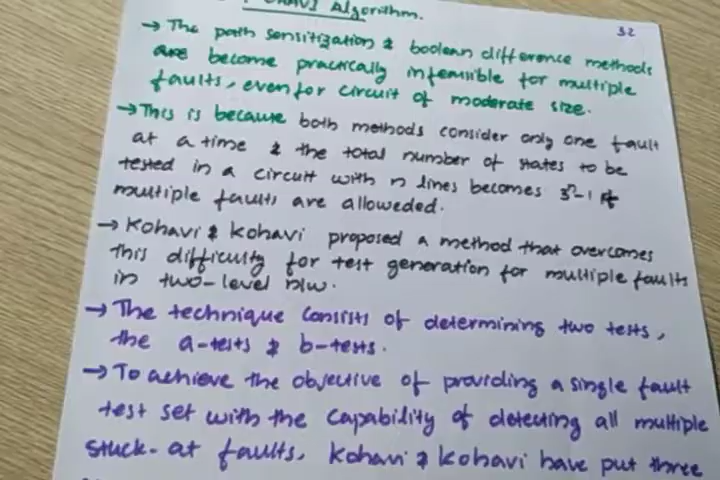 Algorithm.
32
→ The path sensitization & boolean difference methods
are become practically infeasible for multiple
faults, even for circuit of moderate size.
→ This is because both methods consider only one fault
at a time & the total number of states to be
tested in a circuit with n lines becomes 3ⁿ-1 if
multiple faults are alloweded.
→ Kohavi & Kohavi proposed a method that overcomes
this difficulty for test generation for multiple faults
in two-level n/w.
→ The technique consists of determining two tests,
the a-tests & b-tests.
→ To achieve the objective of providing a single fault
test set with the capability of detecting all multiple
stuck-at faults, Kohavi & Kohavi have put three